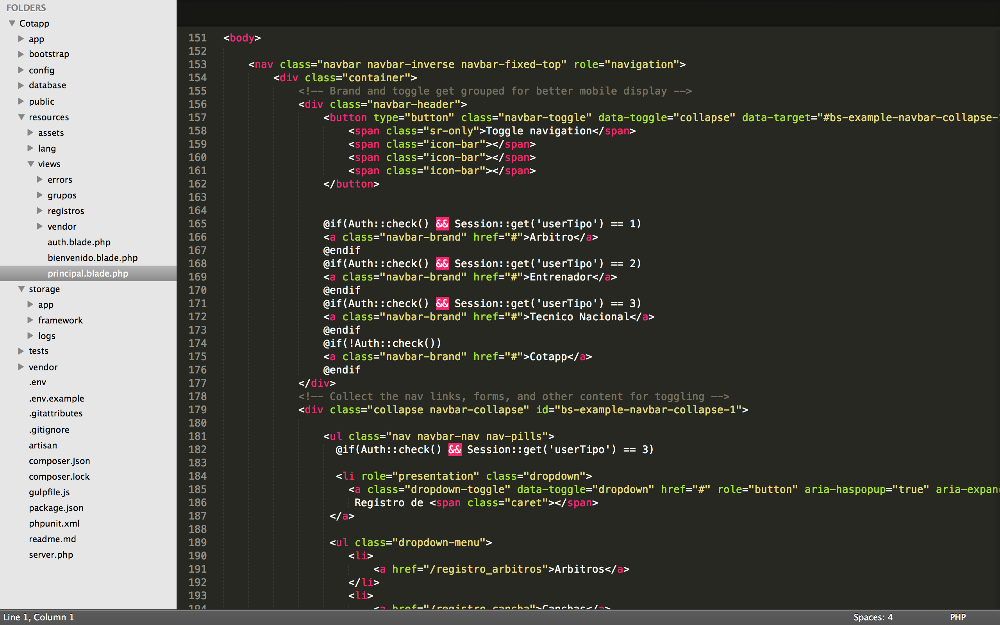 FOLDERS
Cotapp
app
bootstrap
config
database
public
resources
assets
lang
views
errors
grupos
registros
vendor
auth.blade.php
bienvenido.blade.php
principal.blade.php
storage
app
framework
logs
tests
vendor
.env
.env.example
.gitattributes
.gitignore
artisan
composer.json
composer.lock
gulpfile.js
package.json
phpunit.xml
readme.md
server.php
151 <body>
152
153 <nav class="navbar navbar-inverse navbar-fixed-top" role="navigation">
154 <div class="container">
155 <!-- Brand and toggle get grouped for better mobile display -->
156 <div class="navbar-header">
157 <button type="button" class="navbar-toggle" data-toggle="collapse" data-target="#bs-example-navbar-collapse-
158 <span class="sr-only">Toggle navigation</span>
159 <span class="icon-bar"></span>
160 <span class="icon-bar"></span>
161 <span class="icon-bar"></span>
162 </button>
163
164
165 @if(Auth::check() && Session::get('userTipo') == 1)
166 <a class="navbar-brand" href="#">Arbitro</a>
167 @endif
168 @if(Auth::check() && Session::get('userTipo') == 2)
169 <a class="navbar-brand" href="#">Entrenador</a>
170 @endif
171 @if(Auth::check() && Session::get('userTipo') == 3)
172 <a class="navbar-brand" href="#">Tecnico Nacional</a>
173 @endif
174 @if(!Auth::check())
175 <a class="navbar-brand" href="#">Cotapp</a>
176 @endif
177 </div>
178 <!-- Collect the nav links, forms, and other content for toggling -->
179 <div class="collapse navbar-collapse" id="bs-example-navbar-collapse-1">
180
181 <ul class="nav navbar-nav nav-pills">
182 @if(Auth::check() && Session::get('userTipo') == 3)
183
184 <li role="presentation" class="dropdown">
185 <a class="dropdown-toggle" data-toggle="dropdown" href="#" role="button" aria-haspopup="true" aria-expan
186 Registro de <span class="caret"></span>
187 </a>
188
189 <ul class="dropdown-menu">
190 <li>
191 <a href="/registro_arbitros">Arbitros</a>
192 </li>
193 <li>
194 <a href="/registro_cancha">Canchas</a>
Line 1, Column 1
Spaces: 4
PHP